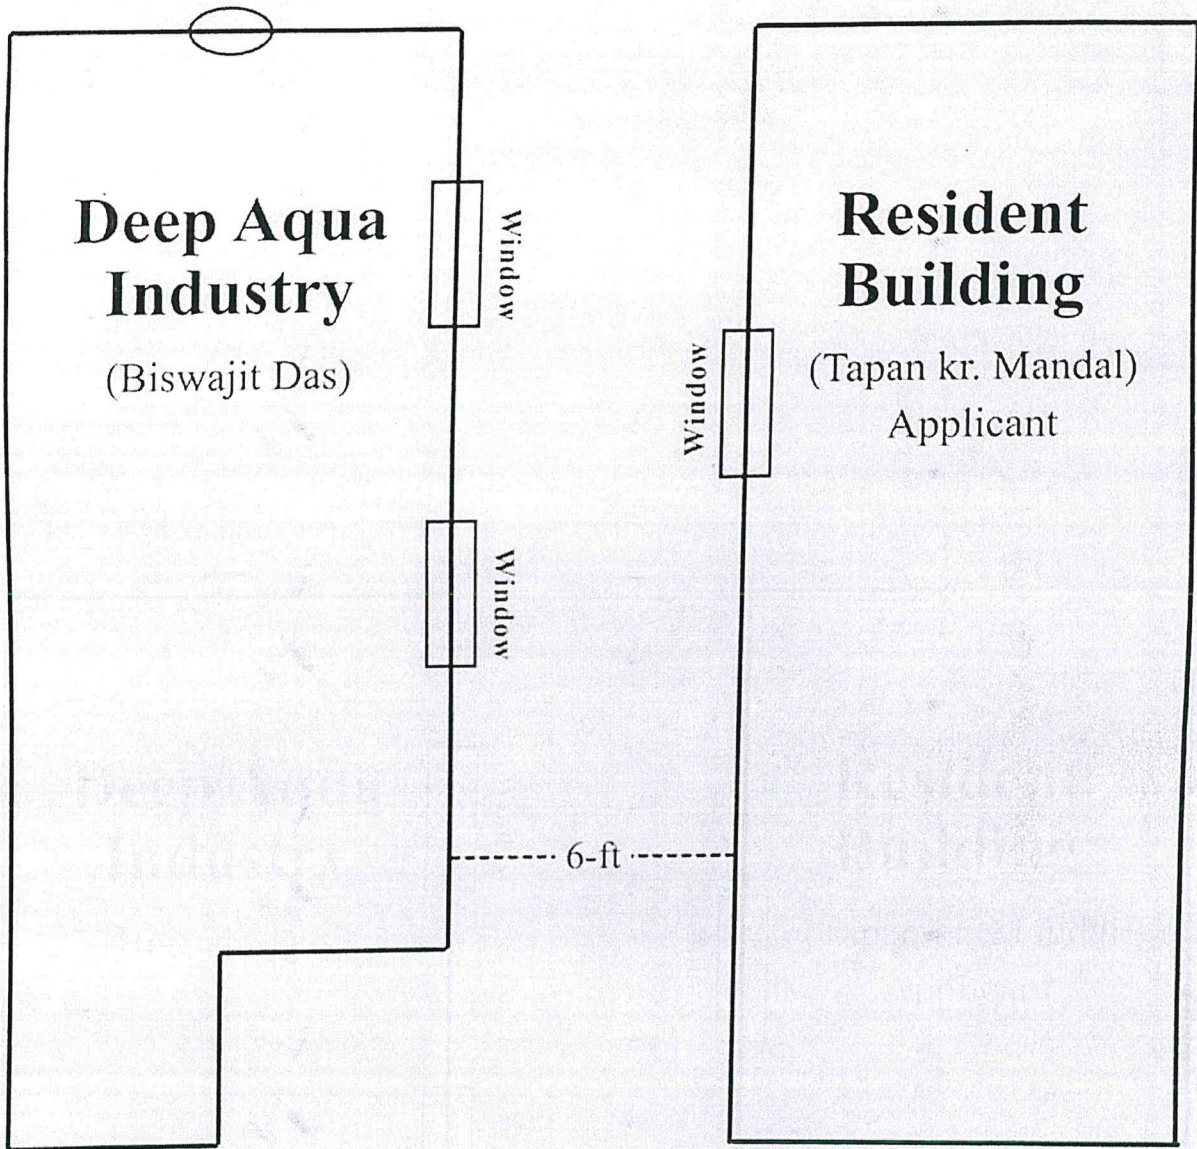 Deep Aqua
Industry
(Biswajit Das)
Window
Window
Window
Resident
Building
(Tapan kr. Mandal)
Applicant
6-ft